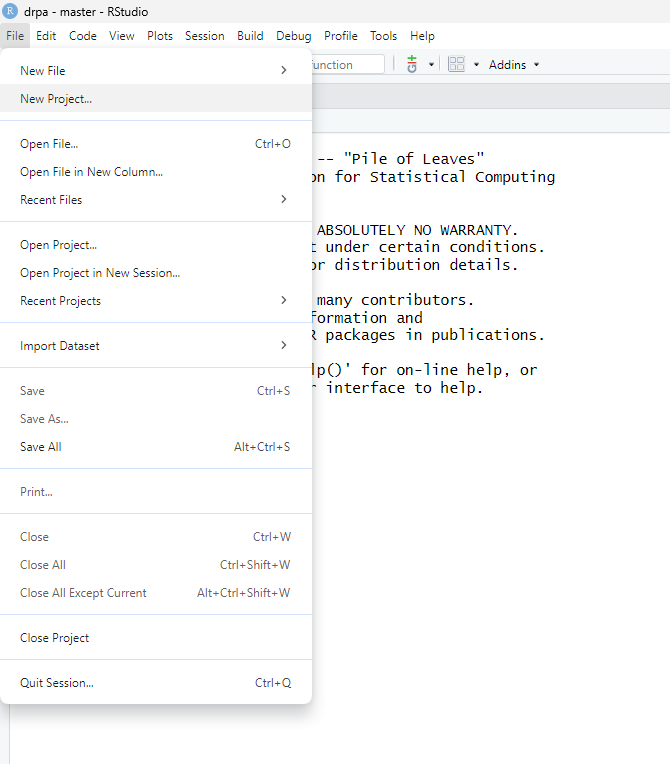 R drpa - master - RStudio
File Edit Code View Plots Session Build Debug Profile Tools Help
function Addins
New File
New Project...
Open File... Ctrl+O
-- "Pile of Leaves"
Open File in New Column...
for Statistical Computing
Recent Files
ABSOLUTELY NO WARRANTY.
Open Project...
under certain conditions.
Open Project in New Session...
distribution details.
Recent Projects
many contributors.
and
Import Dataset
packages in publications.
Save Ctrl+S
for on-line help, or
interface to help.
Save As...
Save All Alt+Ctrl+S
Print...
Close Ctrl+W
Close All Ctrl+Shift+W
Close All Except Current Alt+Ctrl+Shift+W
Close Project
Quit Session... Ctrl+Q